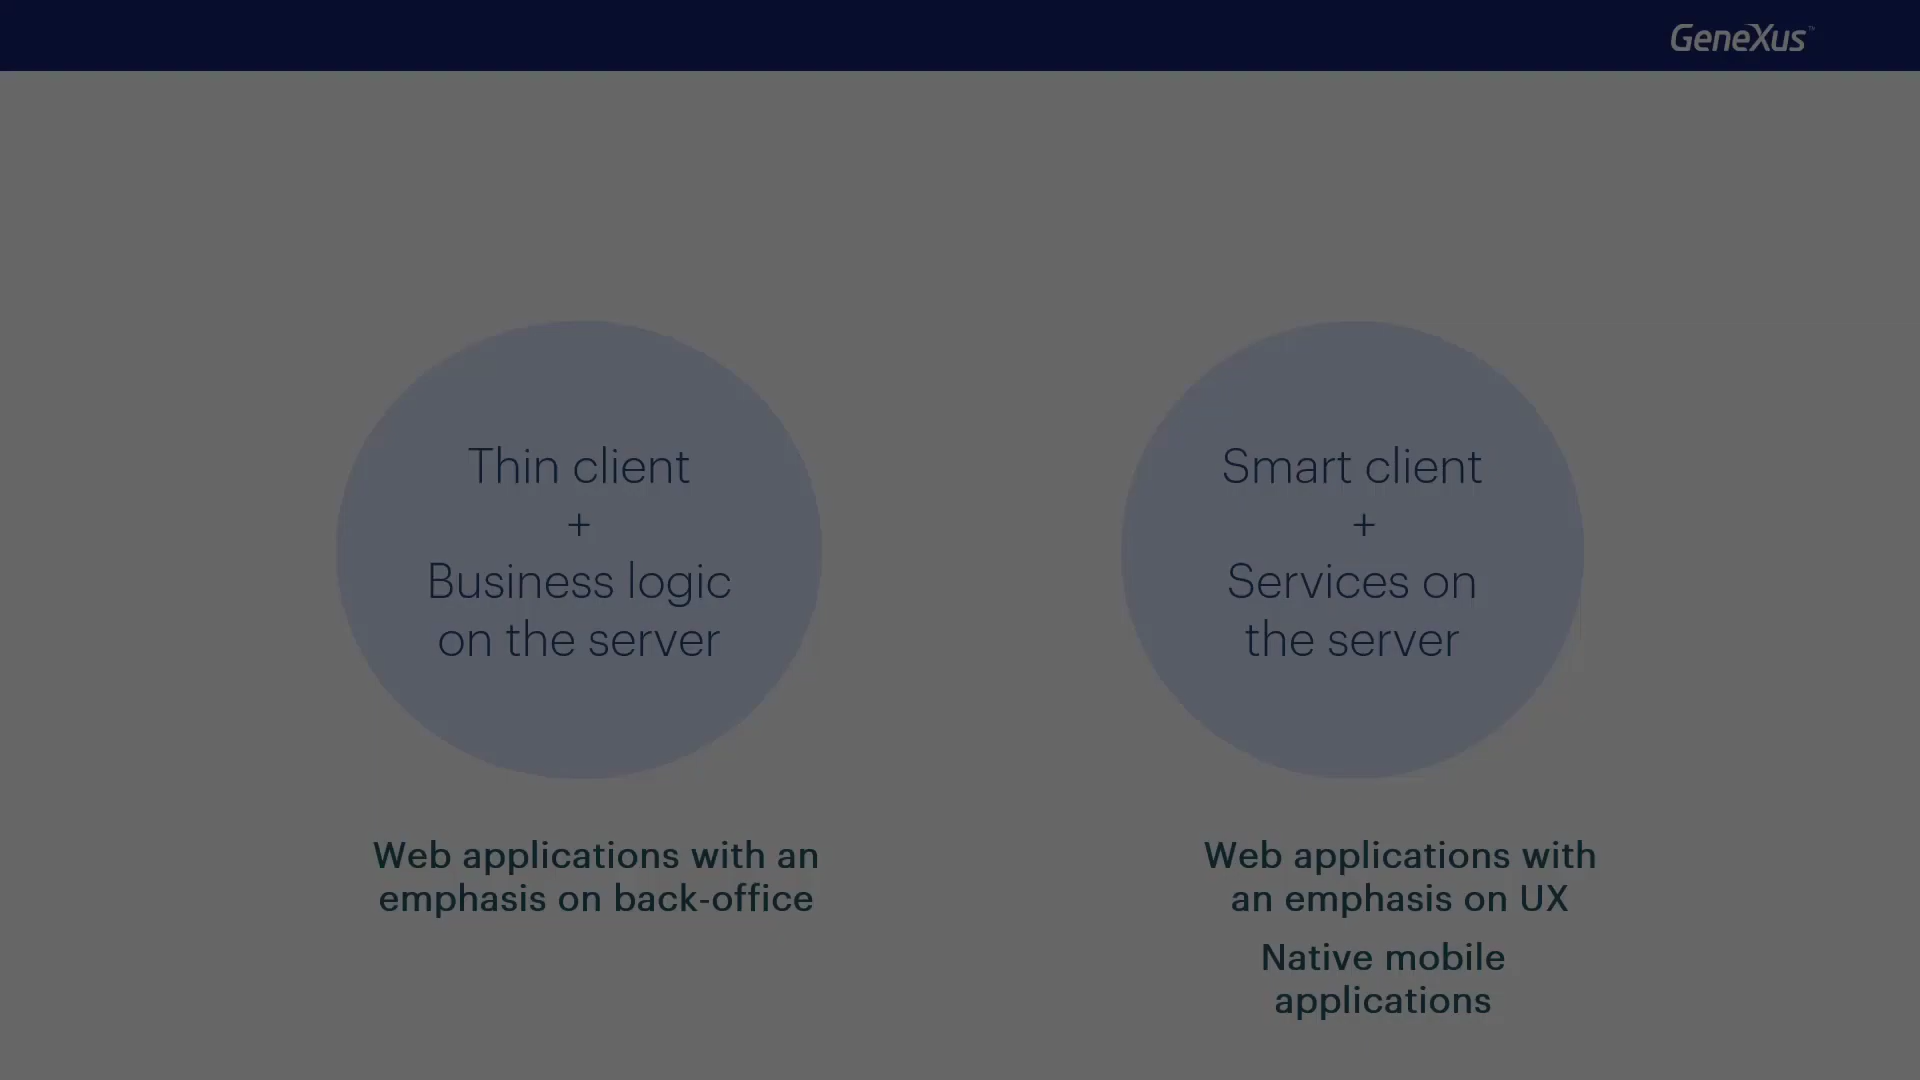 GeneXus™
Thin client
+
Business logic
on the server
Web applications with an
emphasis on back-office
Smart client
+
Services on
the server
Web applications with
an emphasis on UX
Native mobile
applications